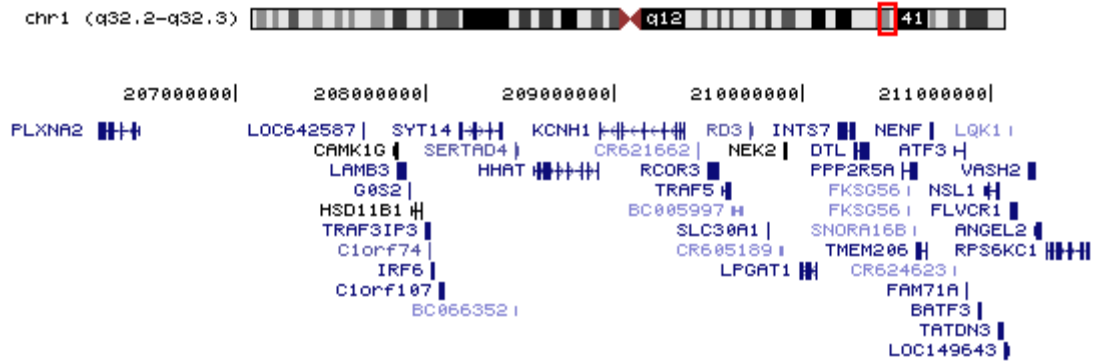 chr1 (q32.2-q32.3) q12 41
207000000| 208000000| 209000000| 210000000| 211000000|
PLXNA2 LOC642587 SYT14 KCNH1 RD3 INTS7 NENF LQK1
CAMK1G SERTAD4 CR621662 NEK2 DTL ATF3
LAMB3 HHAT RCOR3 PPP2R5A VASH2
G0S2 TRAF5 FKSG56 NSL1
HSD11B1 BC005997 FKSG56 FLVCR1
TRAF3IP3 SLC30A1 SNORA16B ANGEL2
C1orf74 CR605189 TMEM206 RPS6KC1
IRF6 LPGAT1 CR624623
C1orf107 FAM71A
BC066352 BATF3
TATDN3
LOC149643